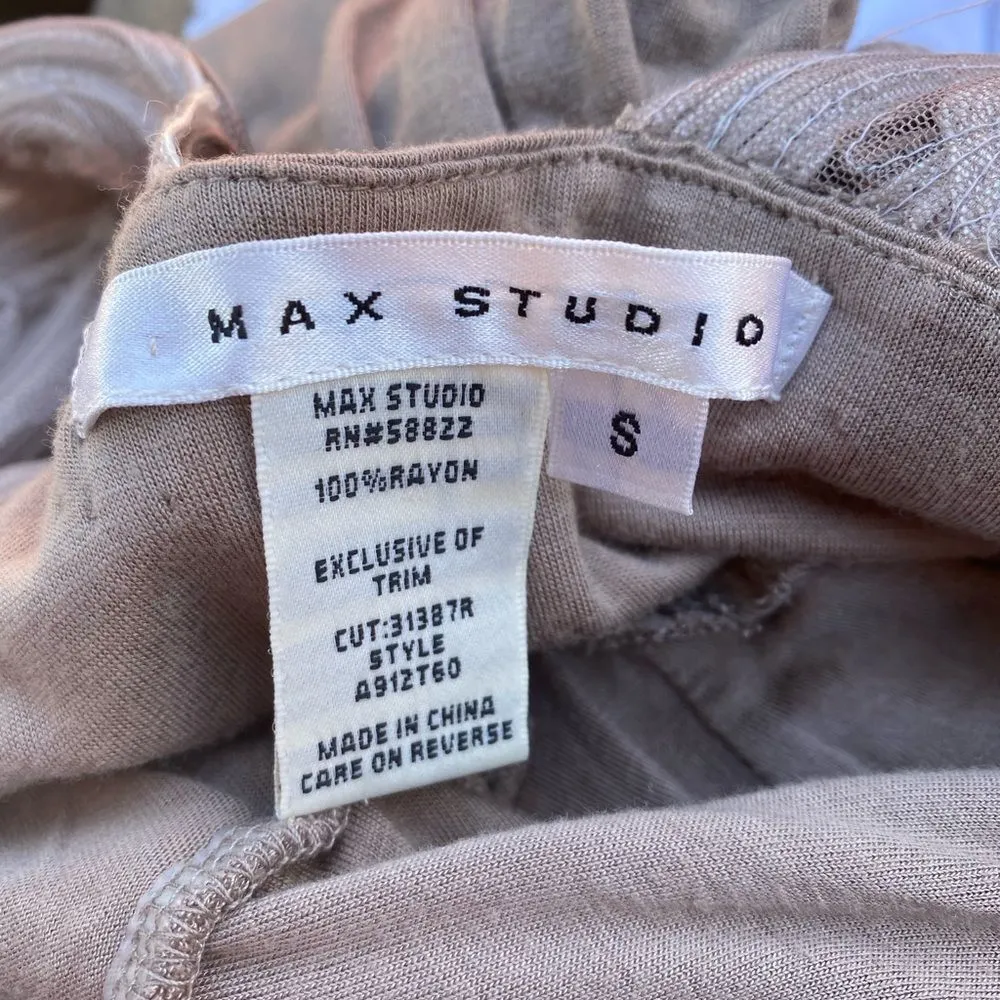 MAX STUDIO
MAX STUDIO
RN#58822
100%RAYON
EXCLUSIVE OF
TRIM
CUT:31387R
STYLE
A912T60
MADE IN CHINA
CARE ON REVERSE
S